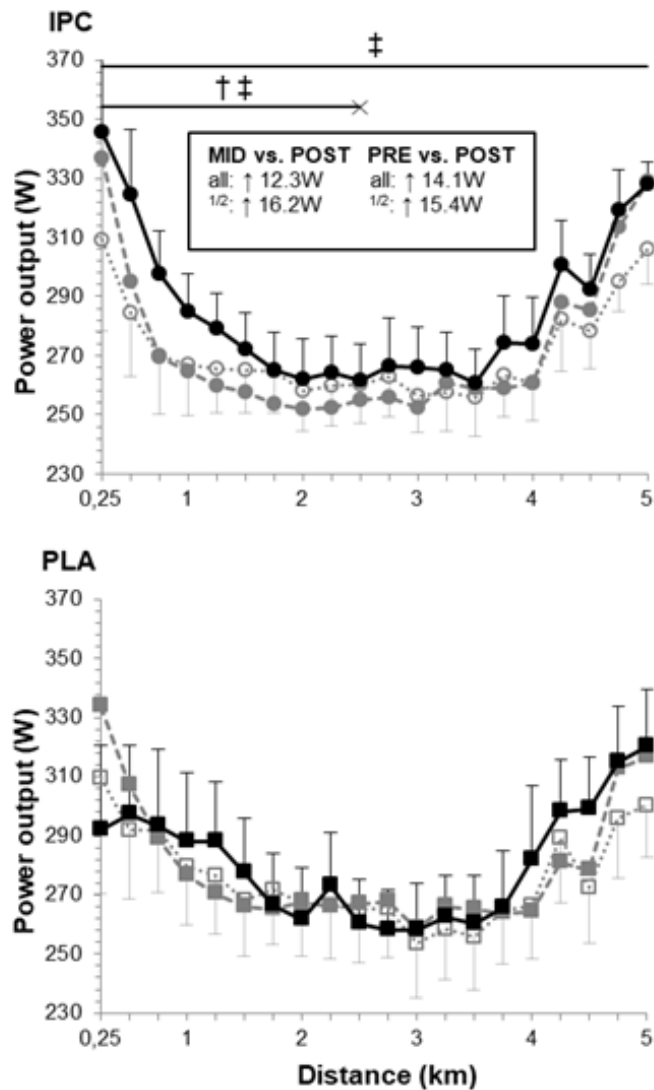 IPC
370
‡
350
† ‡
330
310
290
270
250
230
Power output (W)
MID vs. POST PRE vs. POST
all: ↑ 12.3W all: ↑ 14.1W
1/2: ↑ 16.2W 1/2: ↑ 15.4W
0,25 1 2 3 4 5
PLA
370
350
330
310
290
270
250
230
Power output (W)
0,25 1 2 3 4 5
Distance (km)